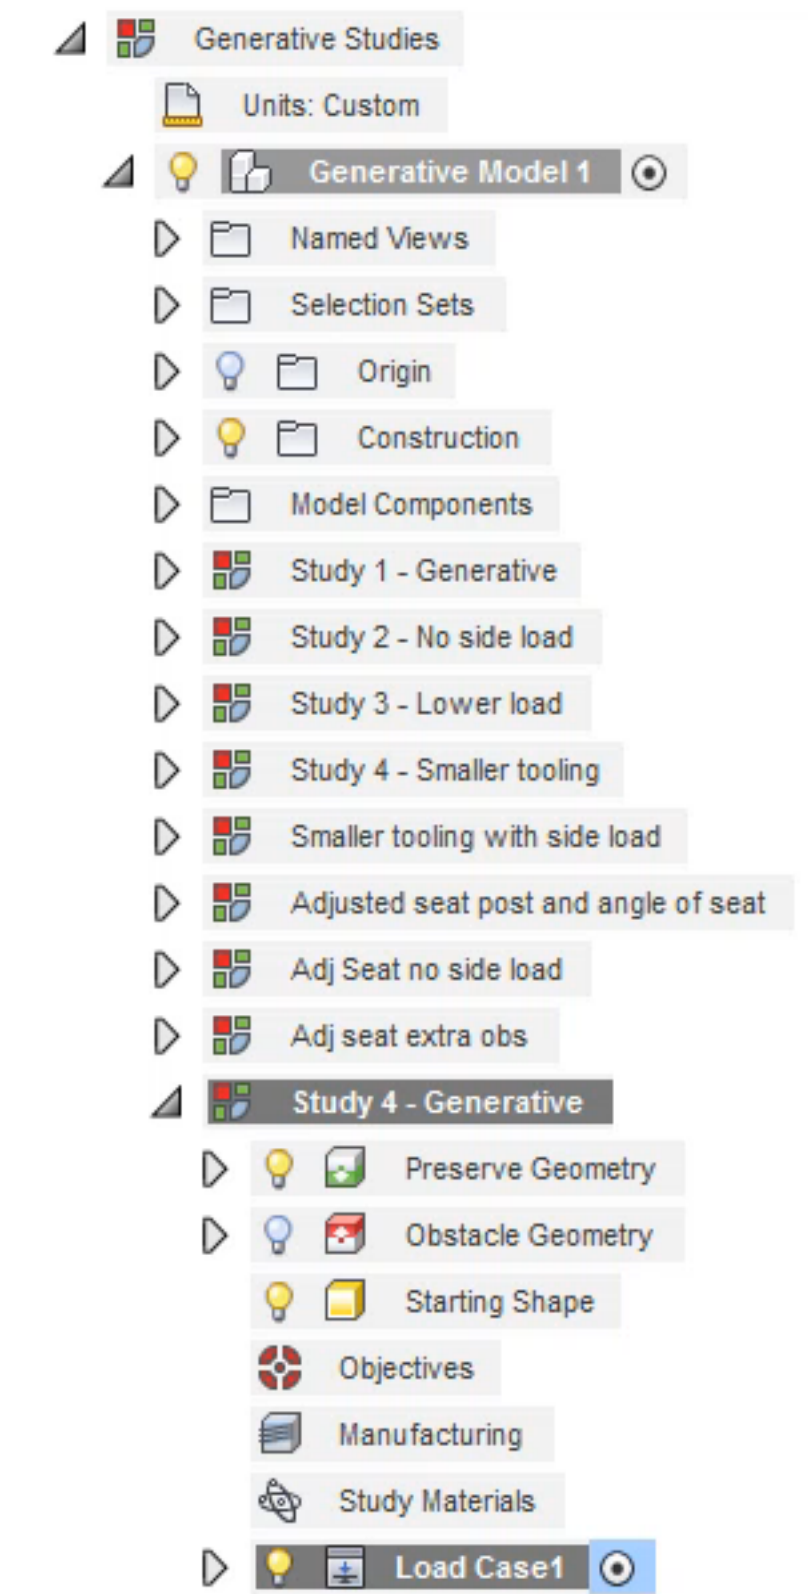 Generative Studies
Units: Custom
Generative Model 1
Named Views
Selection Sets
Origin
Construction
Model Components
Study 1 - Generative
Study 2 - No side load
Study 3 - Lower load
Study 4 - Smaller tooling
Smaller tooling with side load
Adjusted seat post and angle of seat
Adj Seat no side load
Adj seat extra obs
Study 4 - Generative
Preserve Geometry
Obstacle Geometry
Starting Shape
Objectives
Manufacturing
Study Materials
Load Case1